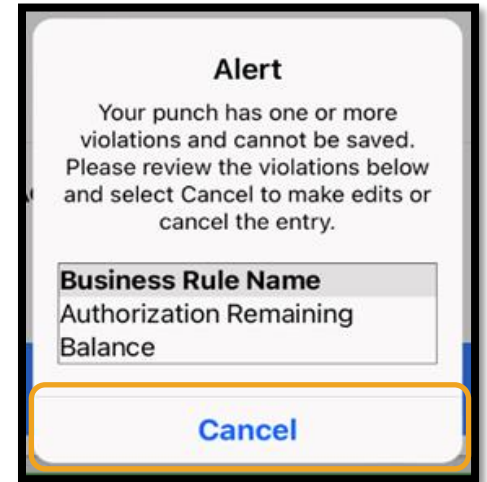 Alert
Your punch has one or more
violations and cannot be saved.
Please review the violations below
and select Cancel to make edits or
cancel the entry.
Business Rule Name
Authorization Remaining
Balance
Cancel